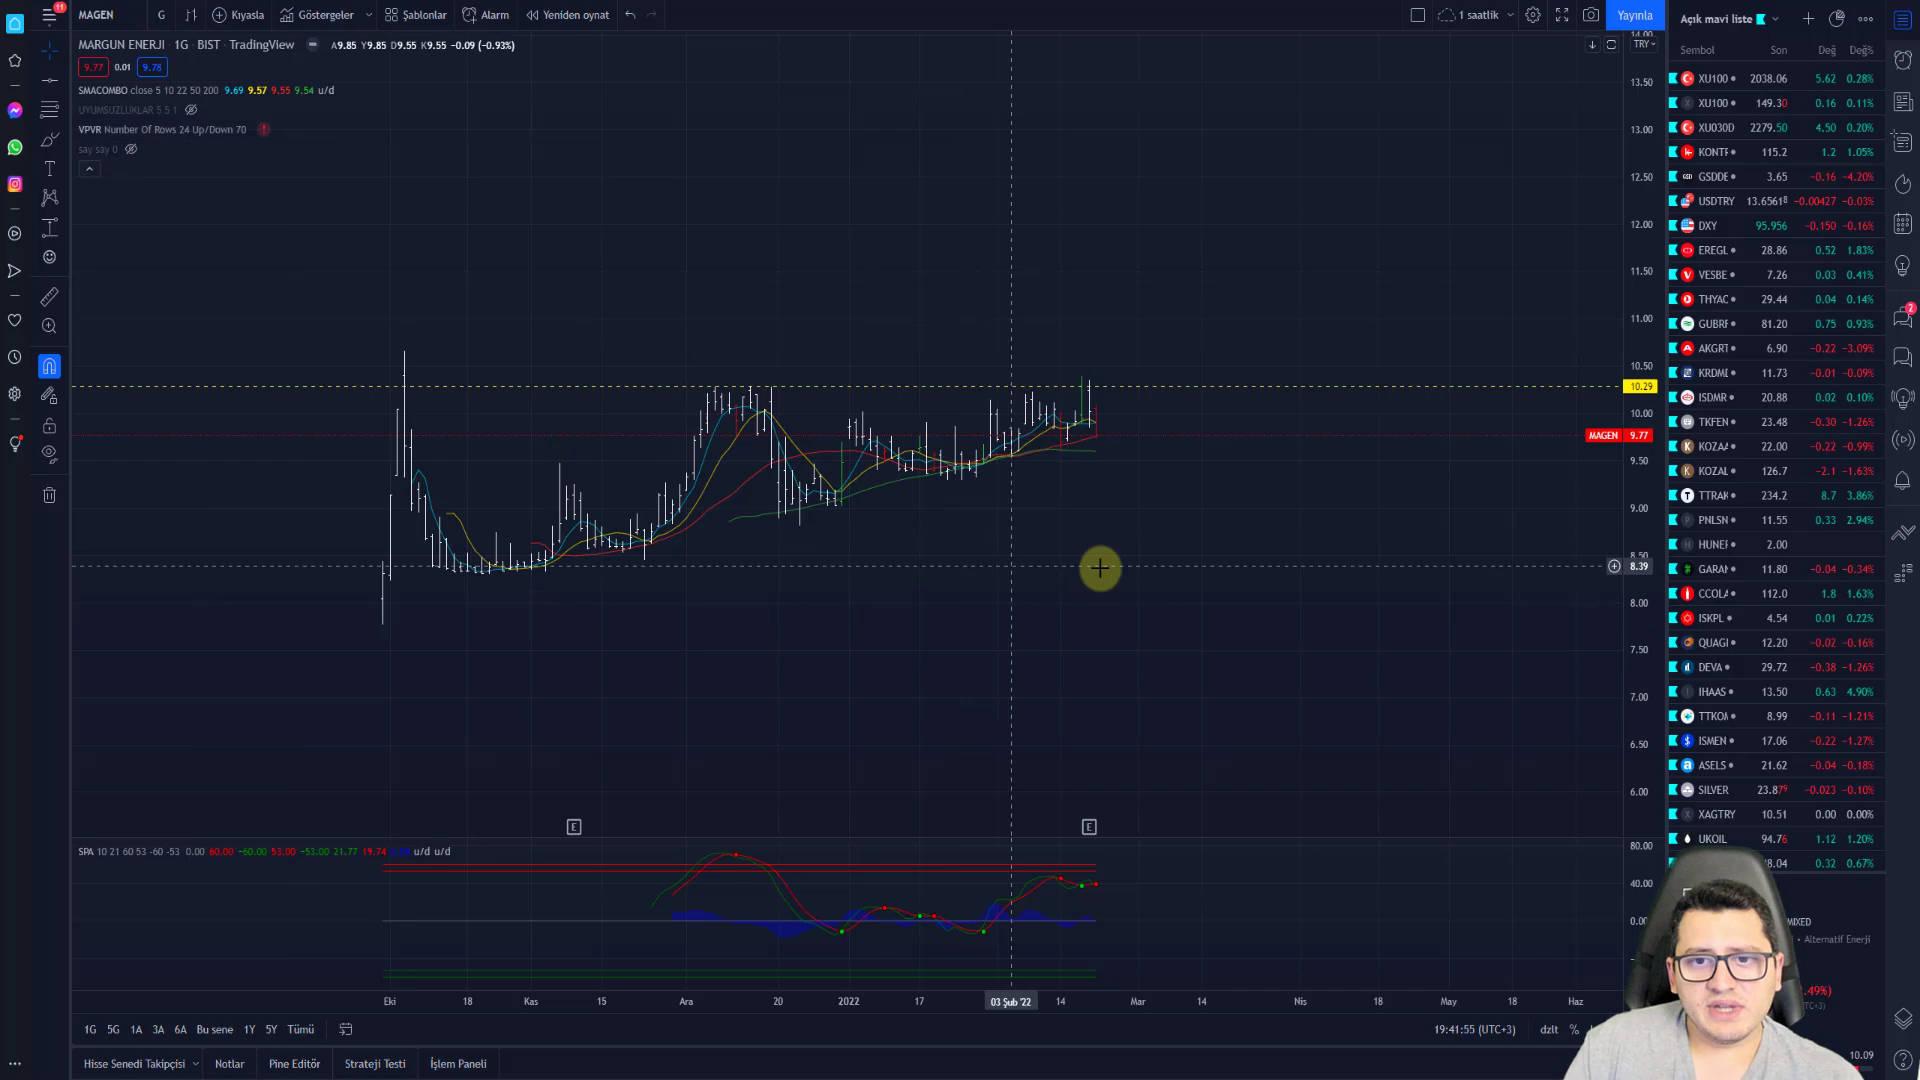 11
MAGEN G Kıyasla Göstergeler Şablonlar Alarm Yeniden oynat 1 saatlik Yayınla
MARGUN ENERJI · 1G · BIST · TradingView A9.85 Y9.85 D9.55 K9.55 -0.09 (-0.93%)
9.77 0.01 9.78
SMACOMBO close 5 10 22 50 200 9.69 9.57 9.55 9.54 u/d
UYUMSUZLUKLAR 5 5 1
VPVR Number Of Rows 24 Up/Down 70
say say 0
TRY
14.00
13.50
13.00
12.50
12.00
11.50
11.00
10.50
10.29
10.00
MAGEN 9.77
9.50
9.00
8.50
8.39
8.00
7.50
7.00
6.50
6.00
E E
SPA 10 21 60 53 -60 -53 0.00 60.00 -60.00 53.00 -53.00 21.77 19.74 u/d u/d
80.00
40.00
0.00
Eki 18 Kas 15 Ara 20 2022 17 03 Şub '22 14 Mar 14 Nis 18 May 18 Haz
1G 5G 1A 3A 6A Bu sene 1Y 5Y Tümü 19:41:55 (UTC+3) dzlt %
Hisse Senedi Takipçisi Notlar Pine Editör Strateji Testi İşlem Paneli
Açık mavi liste
Sembol Son Değ Değ%
XU100 2038.06 5.62 0.28%
XU100 149.30 0.16 0.11%
XU030D 2279.50 4.50 0.20%
KONTF 115.2 1.2 1.05%
GSDDE 3.65 -0.16 -4.20%
USDTRY 13.6561⁸ -0.00427 -0.03%
DXY 95.956 -0.150 -0.16%
EREGL 28.86 0.52 1.83%
VESBE 7.26 0.03 0.41%
THYAC 29.44 0.04 0.14%
GUBRF 81.20 0.75 0.93%
AKGRT 6.90 -0.22 -3.09%
KRDMD 11.73 -0.01 -0.09%
ISDMR 20.88 0.02 0.10%
TKFEN 23.48 -0.30 -1.26%
KOZAA 22.00 -0.22 -0.99%
KOZAL 126.7 -2.1 -1.63%
TTRAK 234.2 8.7 3.86%
PNLSN 11.55 0.33 2.94%
HUNEF 2.00
GARAN 11.80 -0.04 -0.34%
CCOLA 112.0 1.8 1.63%
ISKPL 4.54 0.01 0.22%
QUAGI 12.20 -0.02 -0.16%
DEVA 29.72 -0.38 -1.26%
IHAAS 13.50 0.63 4.90%
TTKOM 8.99 -0.11 -1.21%
ISMEN 17.06 -0.22 -1.27%
ASELS 21.62 -0.04 -0.18%
SILVER 23.8⁷⁹ -0.023 -0.10%
XAGTRY 10.51 0.00 0.00%
UKOIL 94.76 1.12 1.20%
8.04 0.32 0.67%
MIXED
• Alternatif Enerji
.49%)
UTC+3)
10.09
2